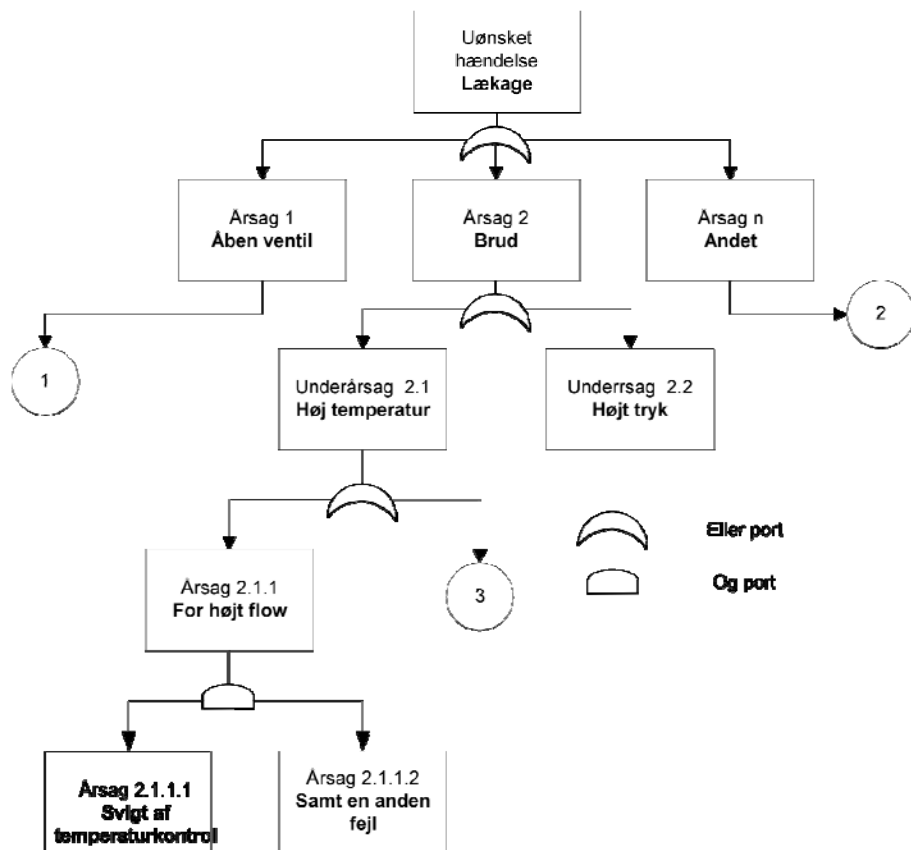 Uønsket
hændelse
Lækage
Årsag 1
Åben ventil
Årsag 2
Brud
Årsag n
Andet
1
2
Underårsag 2.1
Høj temperatur
Underrsag 2.2
Højt tryk
Årsag 2.1.1
For højt flow
3
Eller port
Og port
Årsag 2.1.1.1
Svigt af
temperaturkontrol
Årsag 2.1.1.2
Samt en anden
fejl